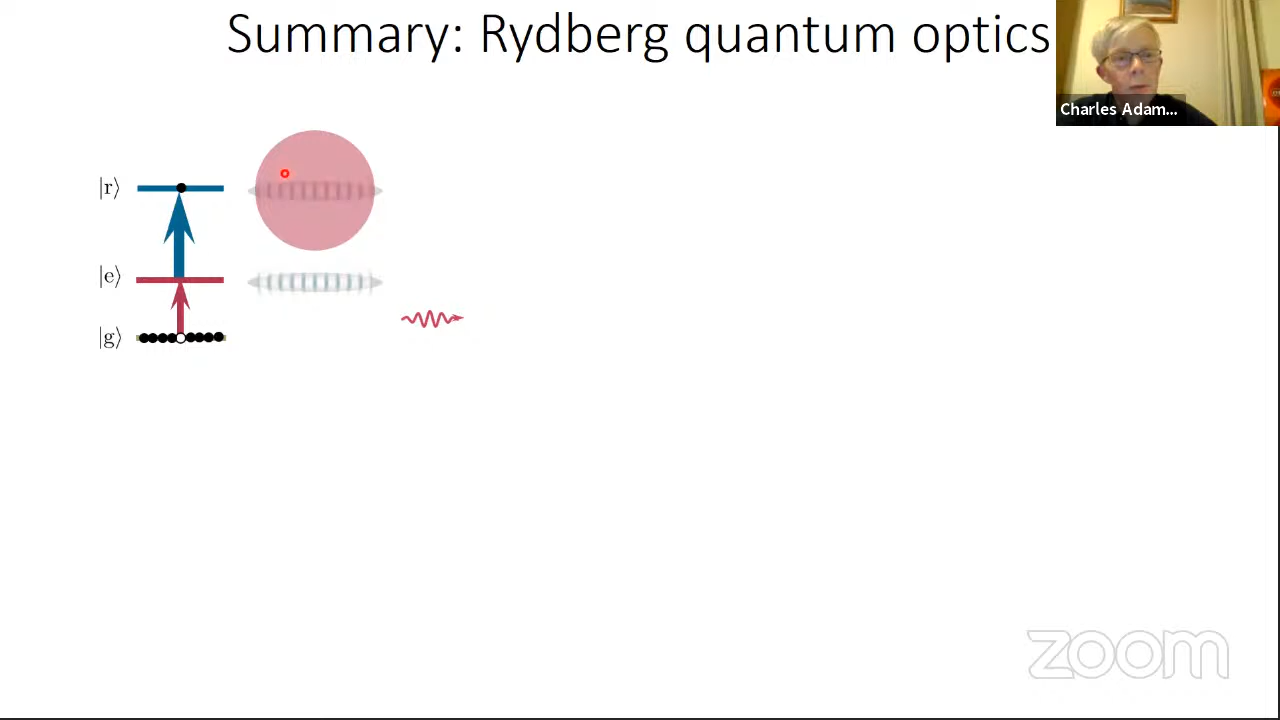 Summary: Rydberg quantum optics
Charles Adam...
|r⟩
|e⟩
|g⟩
zoom